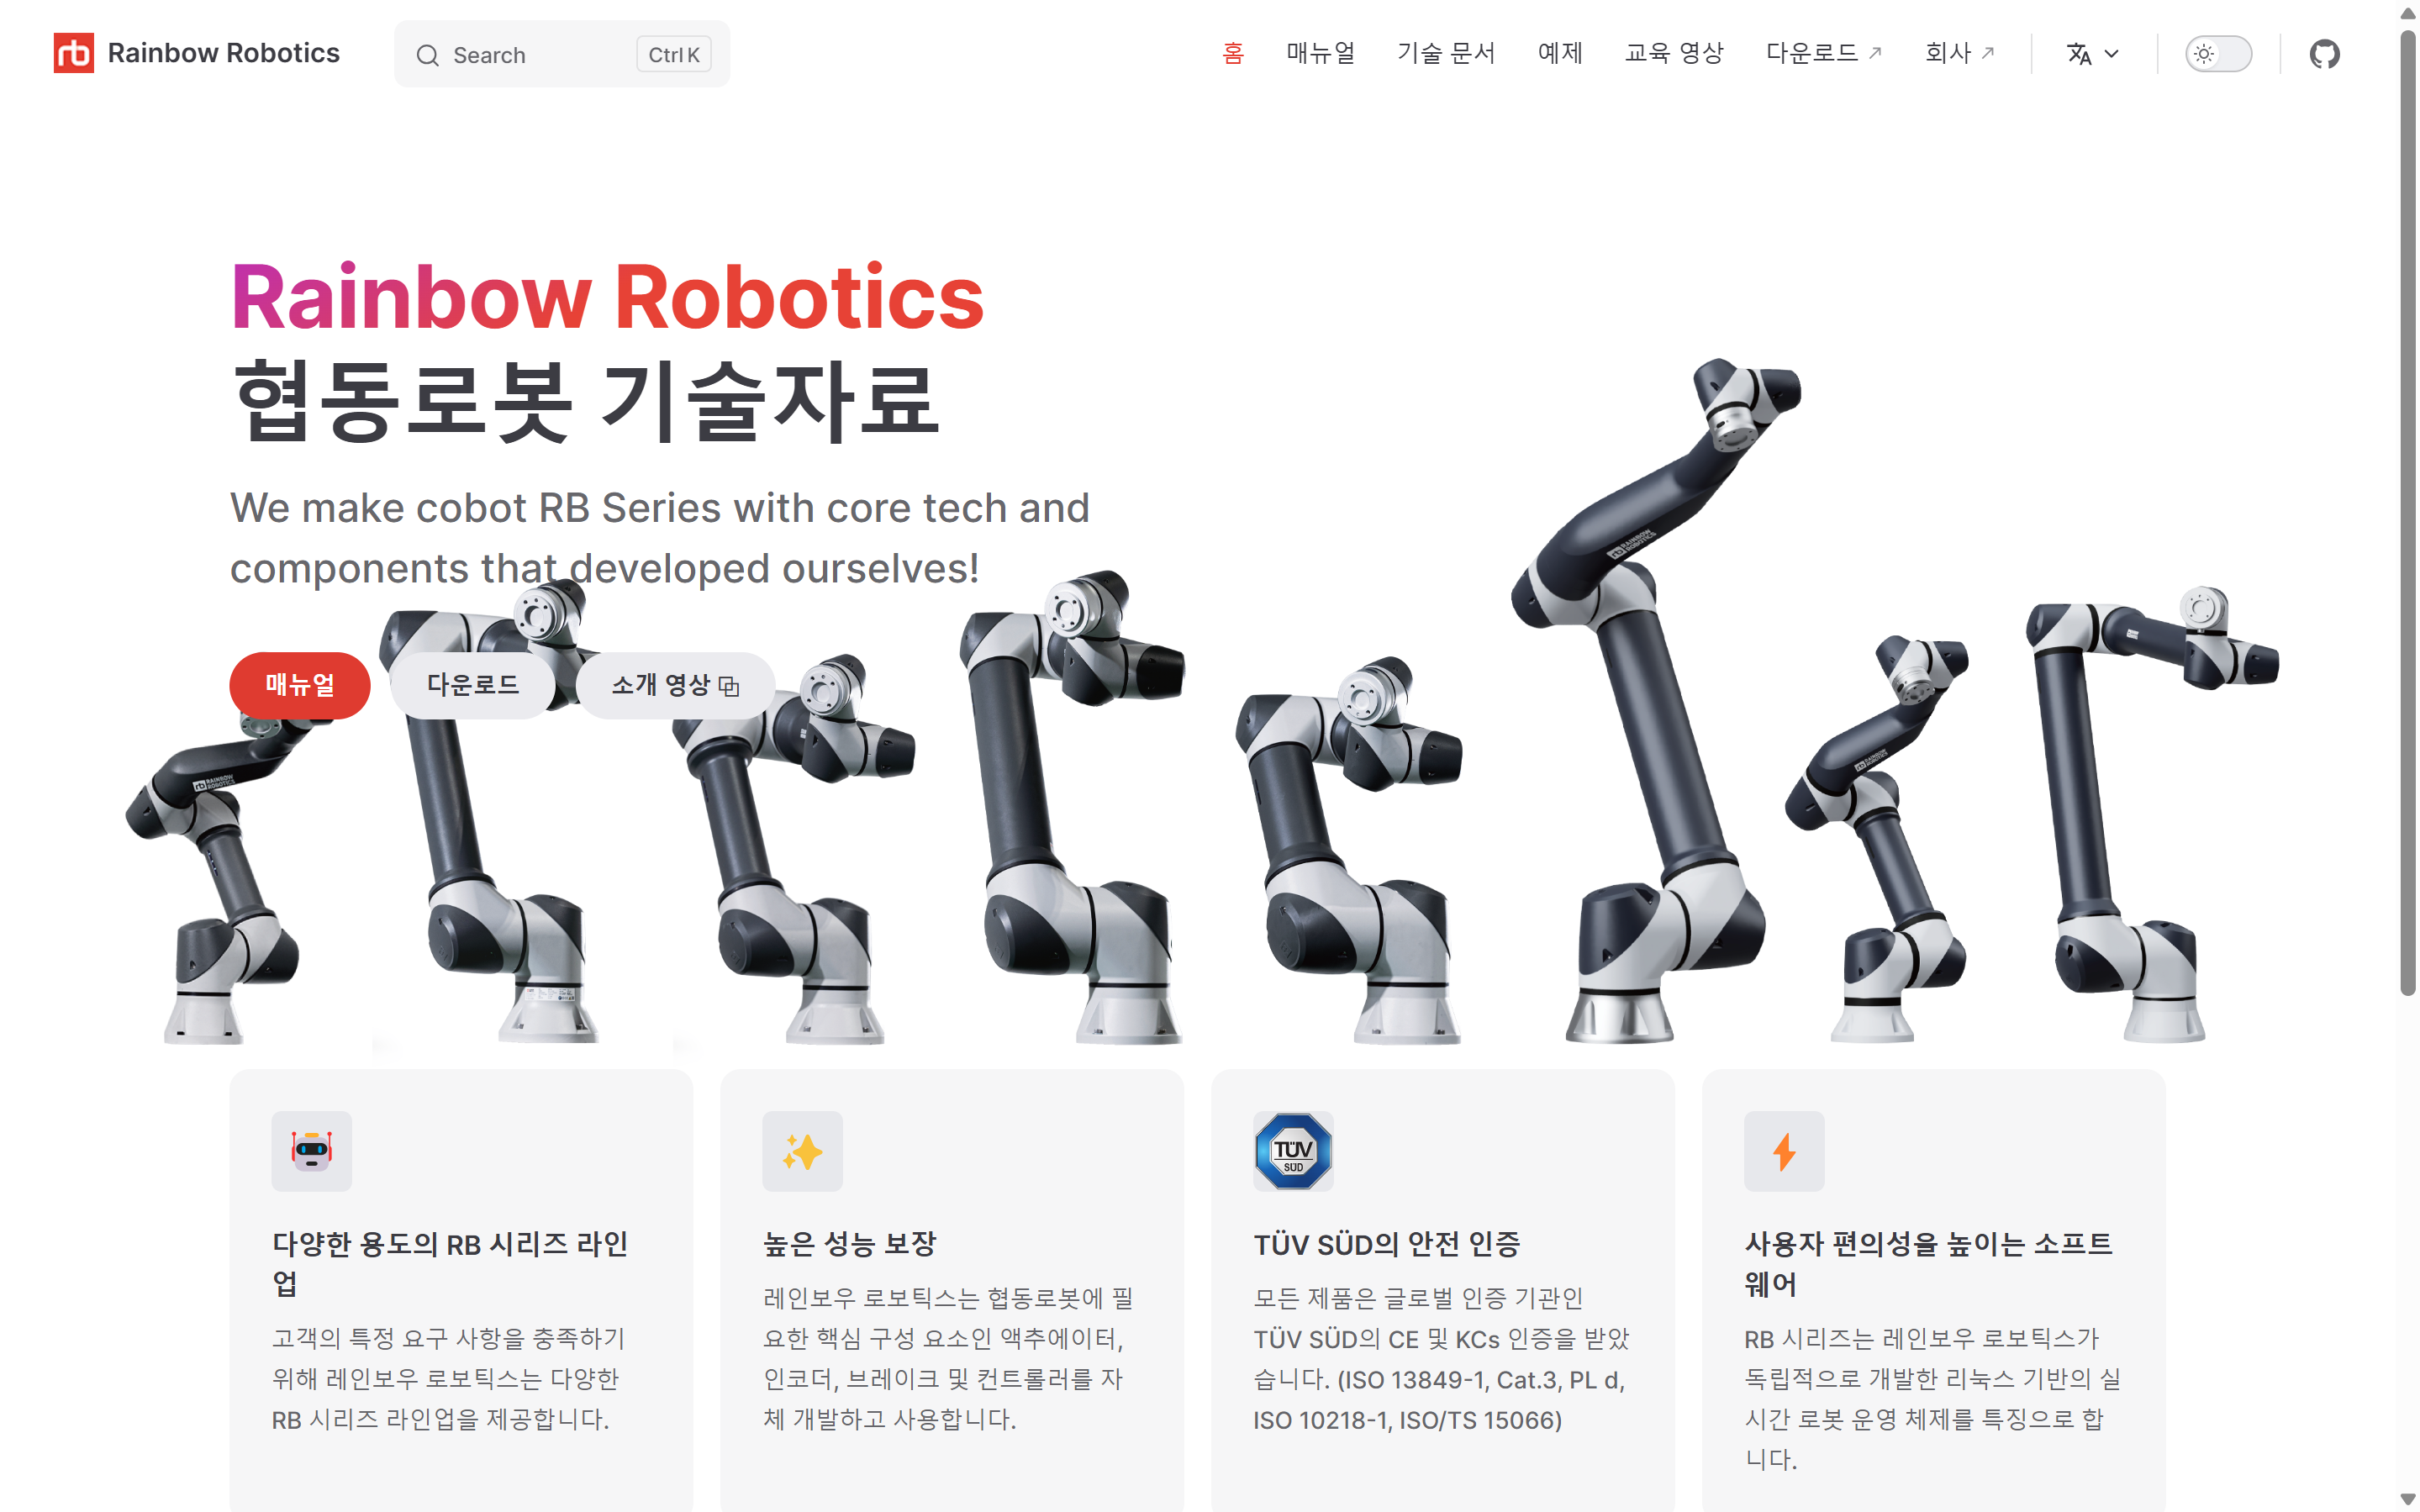 Rainbow Robotics
Search
Ctrl K
홈
매뉴얼
기술 문서
예제
교육 영상
다운로드
회사
Rainbow Robotics
협동로봇 기술자료
We make cobot RB Series with core tech and
components that developed ourselves!
매뉴얼
다운로드
소개 영상
RAINBOW
ROBOTICS
RAINBOW
ROBOTICS
RAINBOW
ROBOTICS
TÜV
SÜD
다양한 용도의 RB 시리즈 라인
업
고객의 특정 요구 사항을 충족하기
위해 레인보우 로보틱스는 다양한
RB 시리즈 라인업을 제공합니다.
높은 성능 보장
레인보우 로보틱스는 협동로봇에 필
요한 핵심 구성 요소인 액추에이터,
인코더, 브레이크 및 컨트롤러를 자
체 개발하고 사용합니다.
TÜV SÜD의 안전 인증
모든 제품은 글로벌 인증 기관인
TÜV SÜD의 CE 및 KCs 인증을 받았
습니다. (ISO 13849-1, Cat.3, PL d,
ISO 10218-1, ISO/TS 15066)
사용자 편의성을 높이는 소프트
웨어
RB 시리즈는 레인보우 로보틱스가
독립적으로 개발한 리눅스 기반의 실
시간 로봇 운영 체제를 특징으로 합
니다.